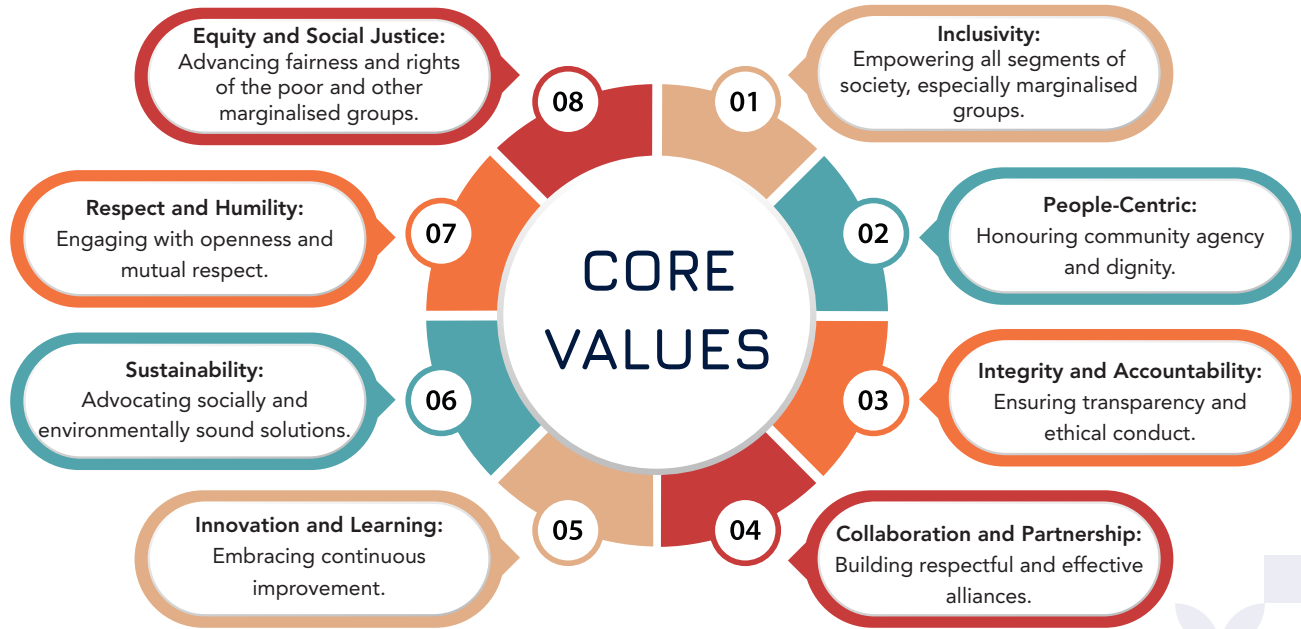 CORE
VALUES
01
Inclusivity:
Empowering all segments of
society, especially marginalised
groups.
02
People-Centric:
Honouring community agency
and dignity.
03
Integrity and Accountability:
Ensuring transparency and
ethical conduct.
04
Collaboration and Partnership:
Building respectful and effective
alliances.
05
Innovation and Learning:
Embracing continuous
improvement.
06
Sustainability:
Advocating socially and
environmentally sound solutions.
07
Respect and Humility:
Engaging with openness and
mutual respect.
08
Equity and Social Justice:
Advancing fairness and rights
of the poor and other
marginalised groups.